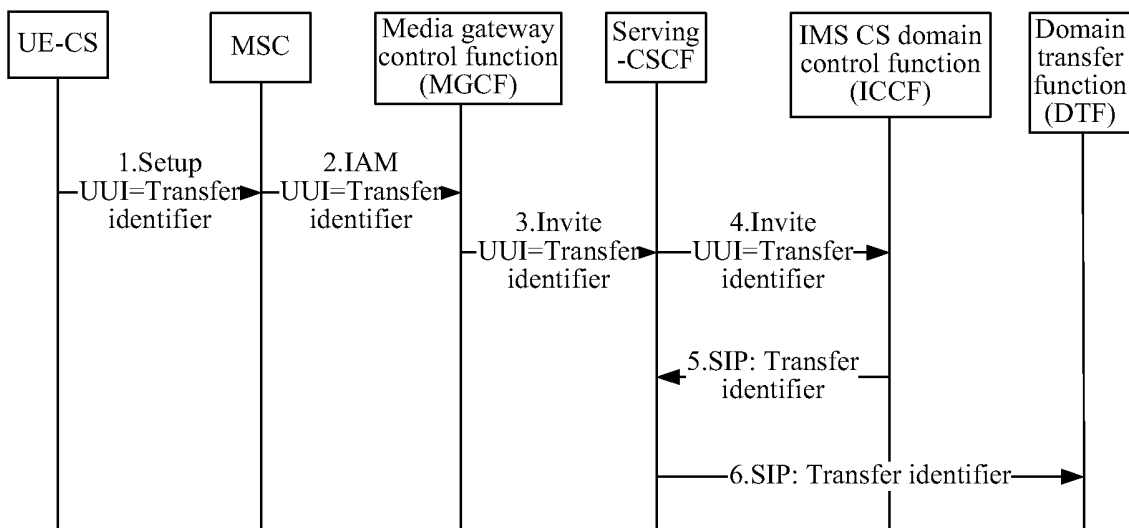 UE-CS
MSC
Media gateway
control function
(MGCF)
Serving
-CSCF
IMS CS domain
control function
(ICCF)
Domain
transfer
function
(DTF)
1.Setup
UUI=Transfer
identifier
2.IAM
UUI=Transfer
identifier
3.Invite
UUI=Transfer
identifier
4.Invite
UUI=Transfer
identifier
5.SIP: Transfer
identifier
6.SIP: Transfer identifier